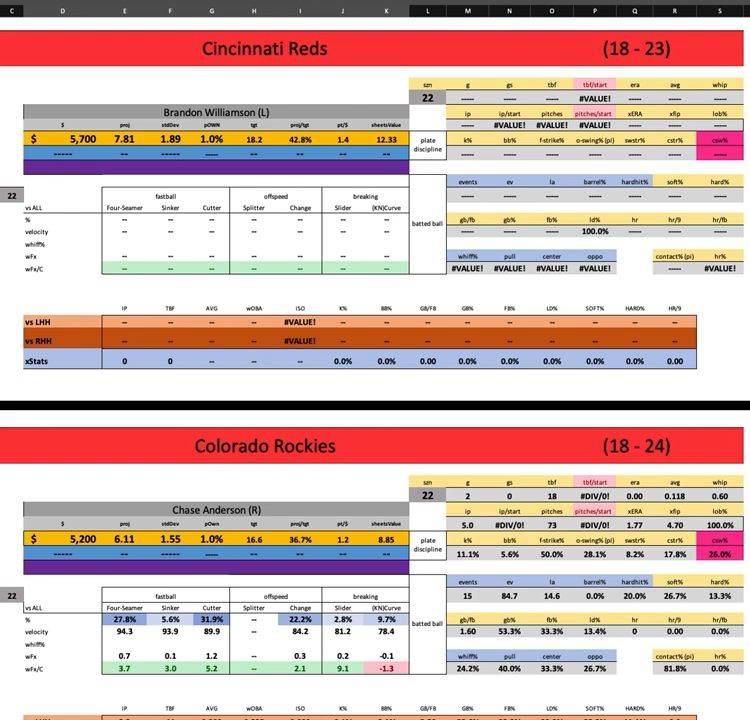 C D E F G H I J K L M N O P Q R S
Cincinnati Reds (18 - 23)
szn g gs tbf tbf/start era avg whip
22 ----- ----- ----- #VALUE! ----- ----- -----
Brandon Williamson (L) ip ip/start pitches pitches/start xERA xfip lob%
$ proj stdDev pOWN tgt proj/tgt pt/$ sheetsValue ----- #VALUE! #VALUE! #VALUE! ----- ----- -----
$ 5,700 7.81 1.89 1.0% 18.2 42.8% 1.4 12.33 plate discipline k% bb% f-strike% o-swing% (pi) swstr% cstr% csw%
----- -- -- ----- -- -- -- -- ----- ----- ----- ----- ----- ----- -----
events ev la barrel% hardhit% soft% hard%
22 fastball offspeed breaking ----- ----- ----- ----- ----- ----- -----
vs ALL Four-Seamer Sinker Cutter Splitter Change Slider (KN)Curve
% -- -- -- -- -- -- -- batted ball gb/fb gb% fb% ld% hr hr/9 hr/fb
velocity -- -- -- -- -- -- -- ----- ----- ----- 100.0% ----- ----- -----
whiff%
wFx -- -- -- -- -- -- -- whiff% pull center oppo contact% (pi) hr%
wFx/C -- -- -- -- -- -- -- #VALUE! #VALUE! #VALUE! #VALUE! ----- #VALUE!
IP TBF AVG wOBA ISO K% BB% GB/FB GB% FB% SOFT% HARD% HR/9
vs LHH -- -- -- -- #VALUE! -- -- -- -- -- -- -- --
vs RHH -- -- -- -- #VALUE! -- -- -- -- -- -- -- --
xStats 0 0 -- -- -- 0.0% 0.0% 0.00 0.0% 0.0% 0.0% 0.0% 0.00
Colorado Rockies (18 - 24)
szn g gs tbf tbf/start era avg whip
22 2 0 18 #DIV/0! 0.00 0.118 0.60
Chase Anderson (R) ip ip/start pitches pitches/start xERA xfip lob%
$ proj stdDev pOwn tgt proj/tgt pt/$ sheetsValue 5.0 #DIV/0! 73 #DIV/0! 1.77 4.70 100.0%
$ 5,200 6.11 1.55 1.0% 16.6 36.7% 1.2 8.85 plate discipline k% bb% f-strike% o-swing% (pi) swstr% cstr% csw%
----- -- -- ----- -- -- -- -- 11.1% 5.6% 50.0% 28.1% 8.2% 17.8% 26.0%
events ev la barrel% hardhit% soft% hard%
22 fastball offspeed breaking 15 84.7 14.6 0.0% 20.0% 26.7% 13.3%
vs ALL Four-Seamer Sinker Cutter Splitter Change Slider (KN)Curve
% 27.8% 5.6% 31.9% -- 22.2% 2.8% 9.7% batted ball gb/fb gb% fb% ld% hr hr/9 hr/fb
velocity 94.3 93.9 89.9 -- 84.2 81.2 78.4 1.60 53.3% 33.3% 13.4% 0 0.00 0.0%
whiff%
wFx 0.7 0.1 1.2 -- 0.3 0.2 -0.1 whiff% pull center oppo contact% (pi) hr%
wFx/C 3.7 3.0 5.2 -- 2.1 9.1 -1.3 24.2% 40.0% 33.3% 26.7% 81.8% 0.0%
IP TBF AVG wOBA ISO K% BB% GB/FB GB% FB% SOFT% HARD% HR/9